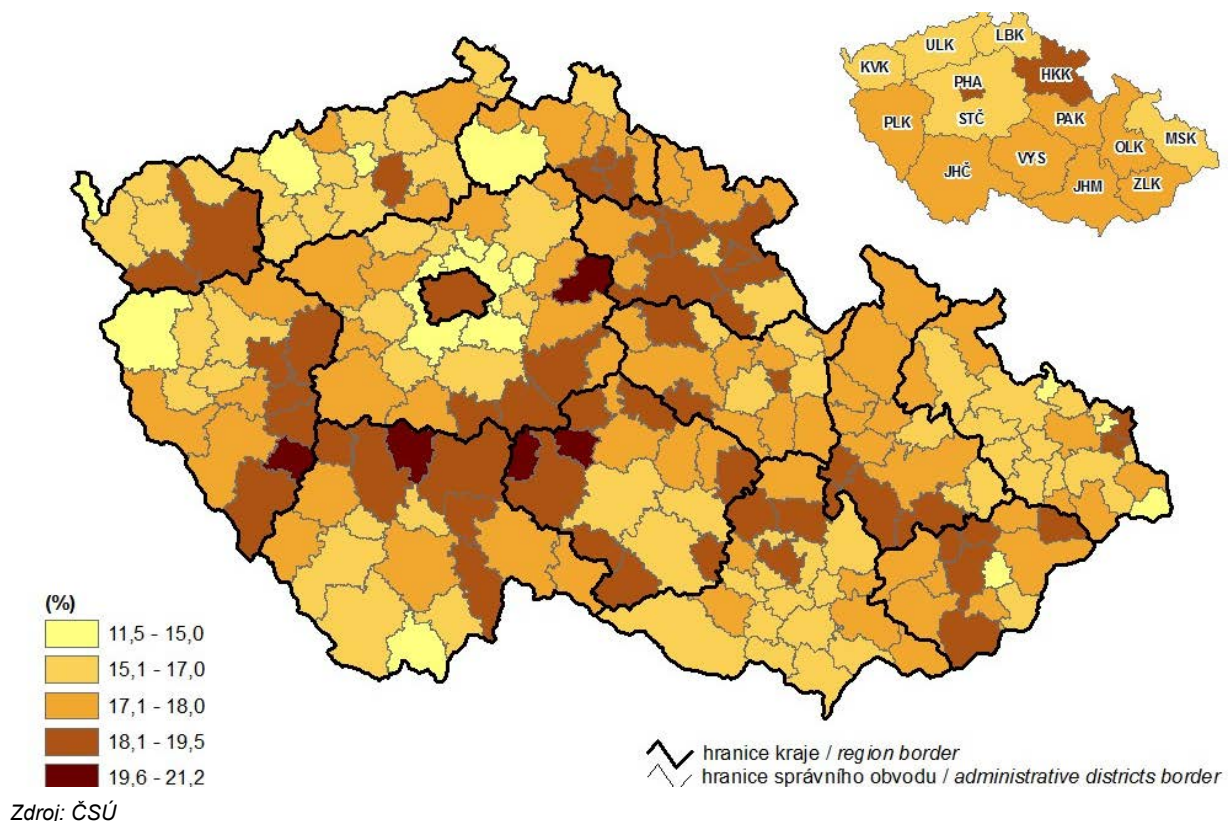 LBK
ULK
KVK
PHA
HKK
STČ
PLK
PAK
MSK
OLK
VYS
JHČ
JHM
ZLK
(%)
11,5 - 15,0
15,1 - 17,0
17,1 - 18,0
18,1 - 19,5
19,6 - 21,2
hranice kraje / region border
hranice správního obvodu / administrative districts border
Zdroj: ČSÚ